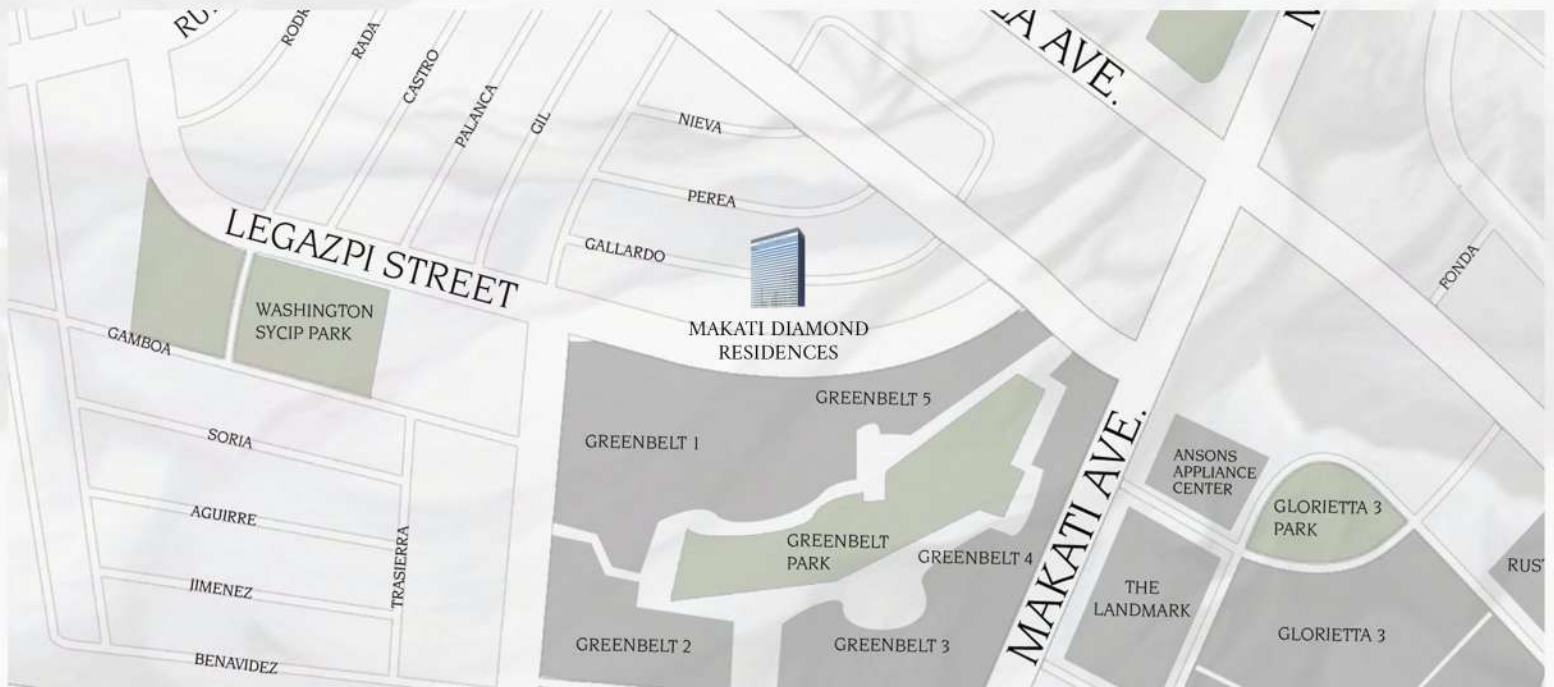 RADA
CASTRO
PALANCA
GIL
NIEVA
PEREA
GALLARDO
AVE.
LEGAZPI STREET
FONDA
WASHINGTON
SYCIP PARK
GAMBOA
MAKATI DIAMOND
RESIDENCES
GREENBELT 5
GREENBELT 1
SORIA
AGUIRRE
JIMENEZ
BENAVIDEZ
TRASIERRA
GREENBELT
PARK
GREENBELT 4
GREENBELT 2
GREENBELT 3
MAKATI AVE.
ANSONS
APPLIANCE
CENTER
GLORIETTA 3
PARK
THE
LANDMARK
GLORIETTA 3